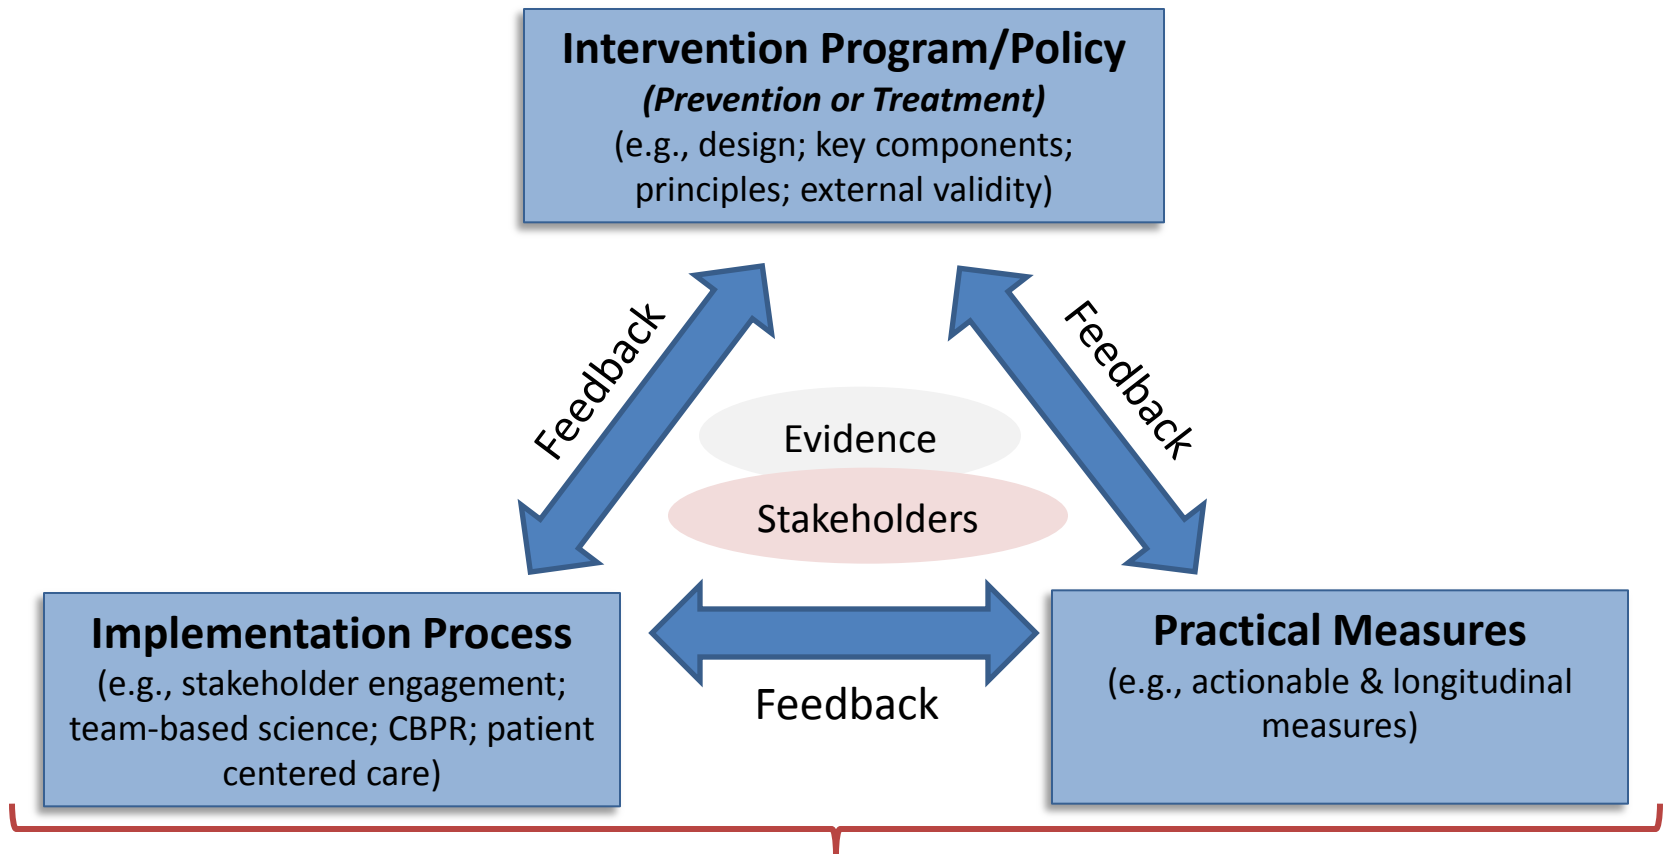 Intervention Program/Policy
(Prevention or Treatment)
(e.g., design; key components;
principles; external validity)
Feedback
Feedback
Evidence
Stakeholders
Implementation Process
(e.g., stakeholder engagement;
team-based science; CBPR; patient
centered care)
Feedback
Practical Measures
(e.g., actionable & longitudinal
measures)